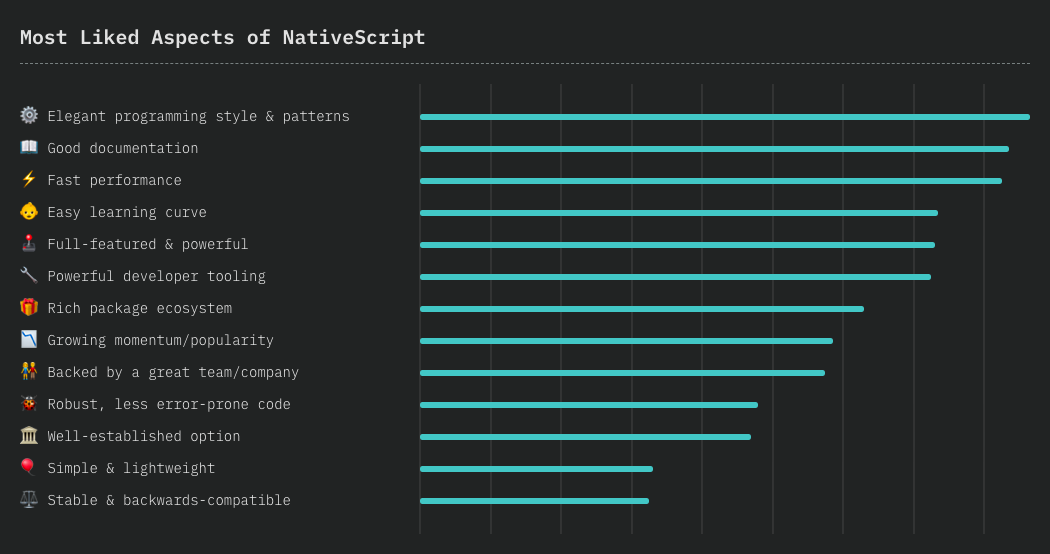 Most Liked Aspects of NativeScript
Elegant programming style & patterns
Good documentation
Fast performance
Easy learning curve
Full-featured & powerful
Powerful developer tooling
Rich package ecosystem
Growing momentum/popularity
Backed by a great team/company
Robust, less error-prone code
Well-established option
Simple & lightweight
Stable & backwards-compatible